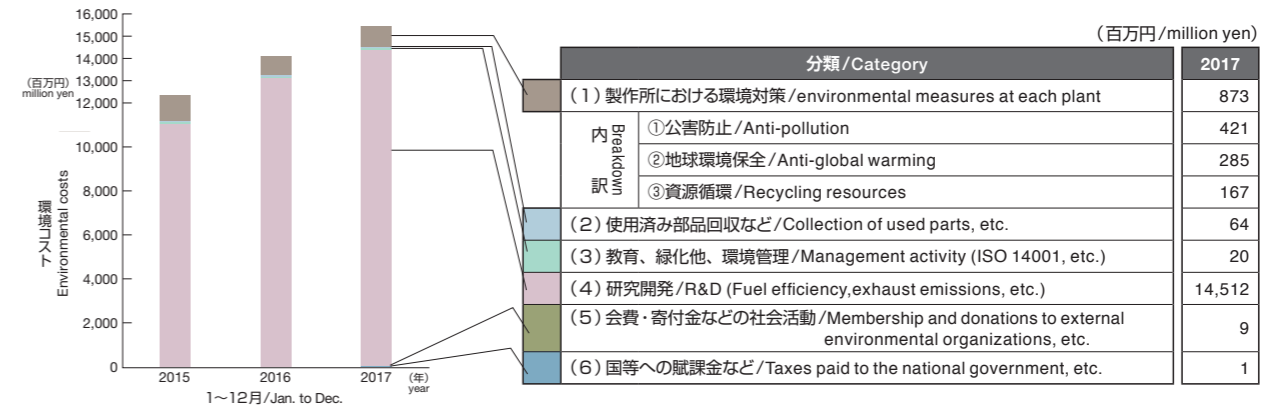 16,000
15,000
14,000
13,000
12,000
10,000
8,000
6,000
4,000
2,000
0
(百万円)
million yen
環境コスト
Environmental costs
2015
2016
2017
(年)
year
1〜12月/Jan. to Dec.
(百万円/million yen)
分類/Category 2017
(1)製作所における環境対策/environmental measures at each plant 873
内訳 Breakdown
①公害防止/Anti-pollution 421
②地球環境保全/Anti-global warming 285
③資源循環/Recycling resources 167
(2)使用済み部品回収など/Collection of used parts, etc. 64
(3)教育、緑化他、環境管理/Management activity (ISO 14001, etc.) 20
(4)研究開発/R&D (Fuel efficiency,exhaust emissions, etc.) 14,512
(5)会費・寄付金などの社会活動/Membership and donations to external
environmental organizations, etc. 9
(6)国等への賦課金など/Taxes paid to the national government, etc. 1